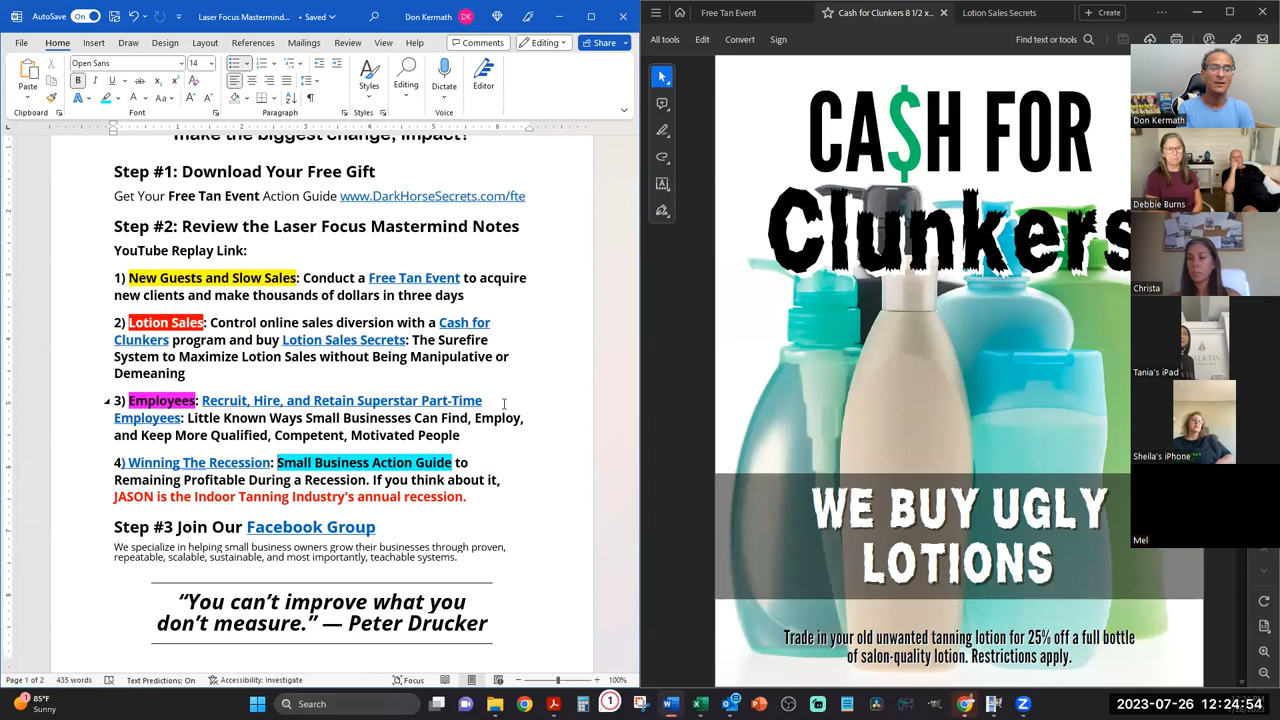 AutoSave On
Laser Focus Mastermind... • Saved
Don Kermath DK
File Home Insert Draw Design Layout References Mailings Review View Help Comments Editing Share
Open Sans 14
Paste
Styles
Editing
Dictate
Editor
Clipboard Font Paragraph Styles Voice
make the biggest change, impact?
Step #1: Download Your Free Gift
Get Your Free Tan Event Action Guide www.DarkHorseSecrets.com/fte
Step #2: Review the Laser Focus Mastermind Notes
YouTube Replay Link:
1) New Guests and Slow Sales: Conduct a Free Tan Event to acquire
new clients and make thousands of dollars in three days
2) Lotion Sales: Control online sales diversion with a Cash for
Clunkers program and buy Lotion Sales Secrets: The Surefire
System to Maximize Lotion Sales without Being Manipulative or
Demeaning
3) Employees: Recruit, Hire, and Retain Superstar Part-Time
Employees: Little Known Ways Small Businesses Can Find, Employ,
and Keep More Qualified, Competent, Motivated People
4) Winning The Recession: Small Business Action Guide to
Remaining Profitable During a Recession. If you think about it,
JASON is the Indoor Tanning Industry's annual recession.
Step #3 Join Our Facebook Group
We specialize in helping small business owners grow their businesses through proven,
repeatable, scalable, sustainable, and most importantly, teachable systems.
“You can’t improve what you
don’t measure.” — Peter Drucker
Page 1 of 2 435 words Text Predictions: On Accessibility: Investigate Focus 100%
Free Tan Event
Cash for Clunkers 8 1/2 x...
Lotion Sales Secrets
Create
All tools Edit Convert Sign
Find text or tools
CA$H FOR
Clunkers
WE BUY UGLY
LOTIONS
Trade in your old unwanted tanning lotion for 25% off a full bottle
of salon-quality lotion. Restrictions apply.
Don Kermath
Debbie Burns
Christa
Tania's iPad
Sheila's iPhone
Mel
85°F
Sunny
Search
1
2023-07-26 12:24:54